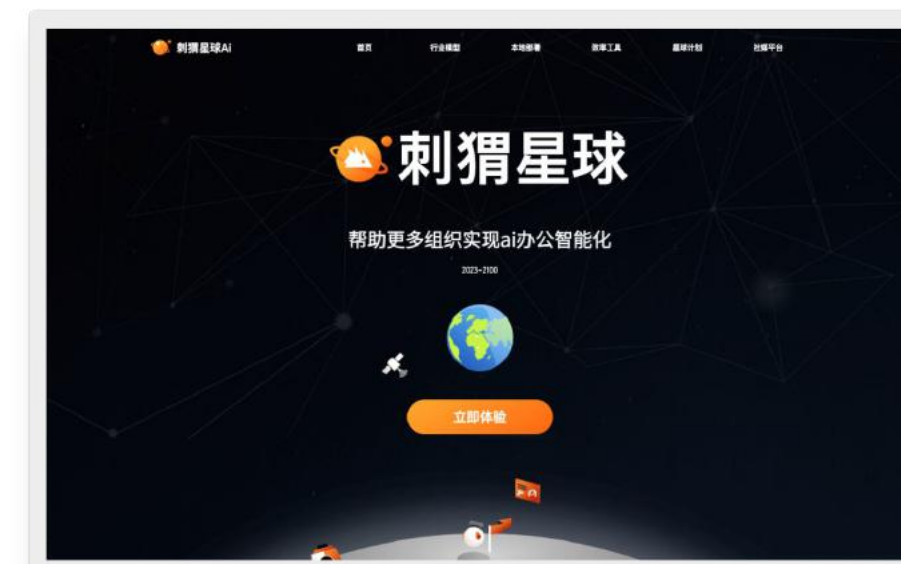 刺猬星球Ai
首页 行业模型 本地部署 效率工具 星球计划 社媒平台
刺猬星球
帮助更多组织实现ai办公智能化
2023-2100
立即体验